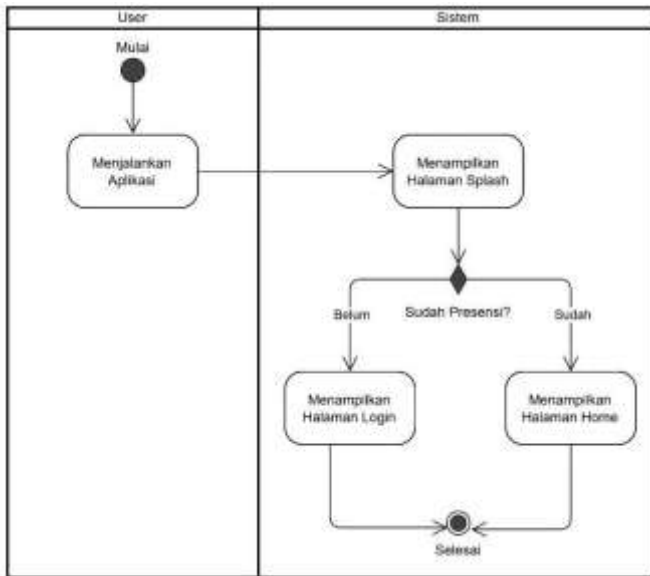 User
Sistem
Mulai
Menjalankan
Aplikasi
Menampilkan
Halaman Splash
Sudah Presensi?
Belum
Sudah
Menampilkan
Halaman Login
Menampilkan
Halaman Home
Selesai